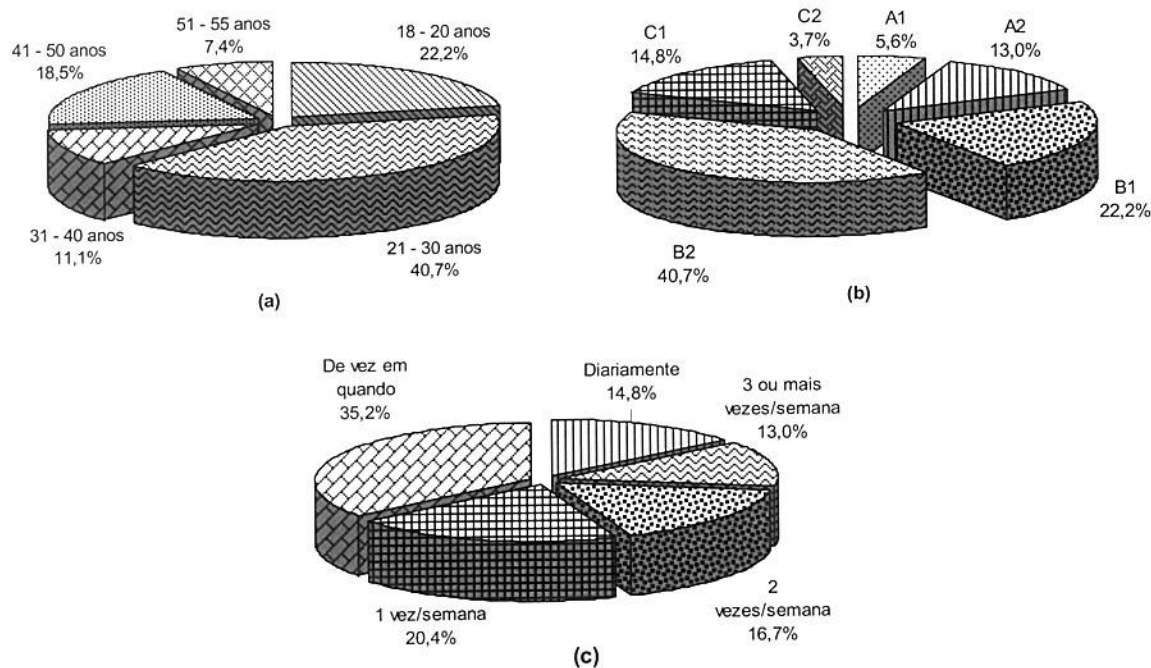 51 - 55 anos
7,4%
18 - 20 anos
22,2%
41 - 50 anos
18,5%
31 - 40 anos
11,1%
21 - 30 anos
40,7%
(a)
C2
3,7%
A1
5,6%
A2
13,0%
C1
14,8%
B1
22,2%
B2
40,7%
(b)
De vez em
quando
35,2%
Diariamente
14,8%
3 ou mais
vezes/semana
13,0%
1 vez/semana
20,4%
2
vezes/semana
16,7%
(c)